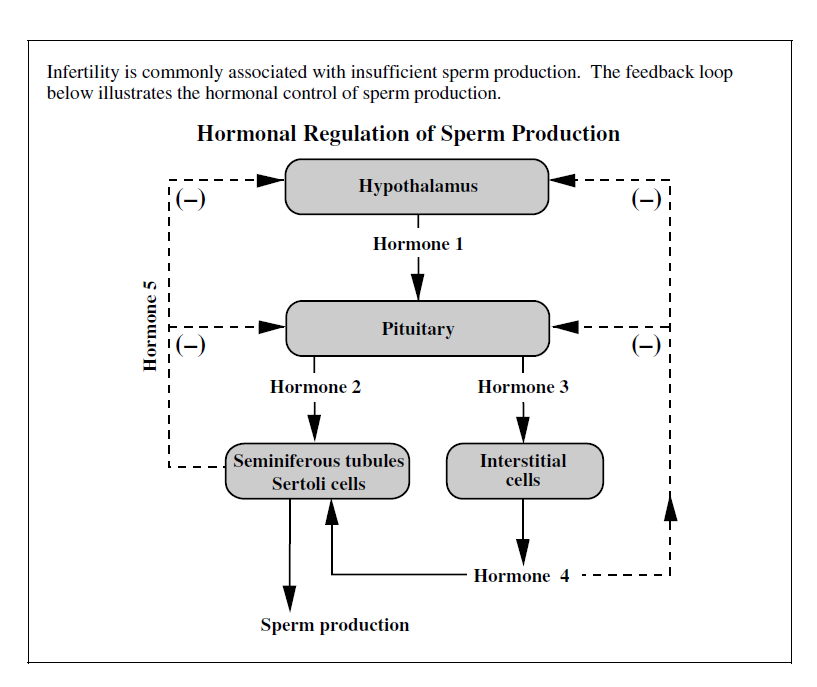 Infertility is commonly associated with insufficient sperm production. The feedback loop
below illustrates the hormonal control of sperm production.
Hormonal Regulation of Sperm Production
Hypothalamus
(–)
(–)
Hormone 1
Hormone 5
Pituitary
(–)
(–)
Hormone 2
Hormone 3
Seminiferous tubules
Sertoli cells
Interstitial
cells
Hormone 4
Sperm production